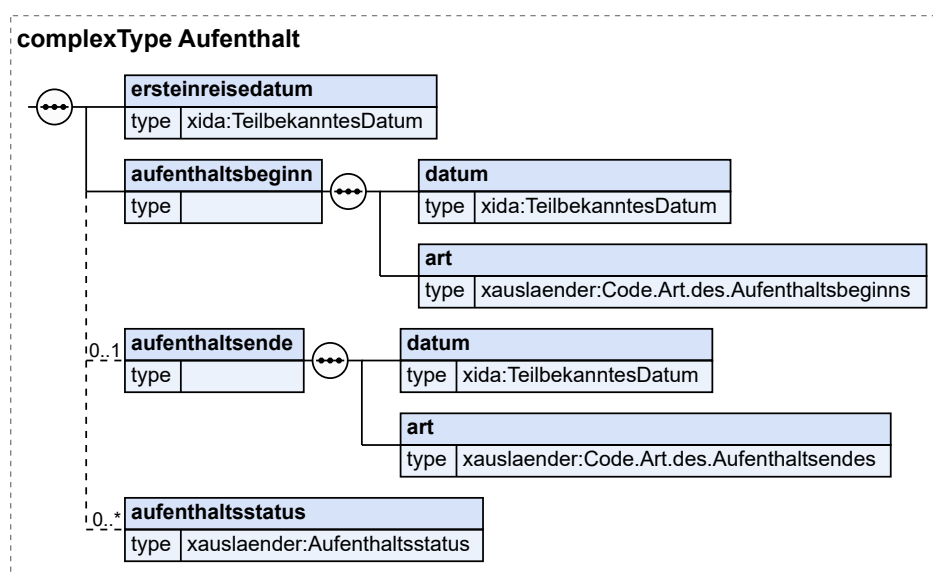 complexType Aufenthalt
ersteinreisedatum
type xida:TeilbekanntesDatum
aufenthaltsbeginn
type
datum
type xida:TeilbekanntesDatum
art
type xauslaender:Code.Art.des.Aufenthaltsbeginns
0..1 aufenthaltsende
type
datum
type xida:TeilbekanntesDatum
art
type xauslaender:Code.Art.des.Aufenthaltsendes
0..* aufenthaltsstatus
type xauslaender:Aufenthaltsstatus